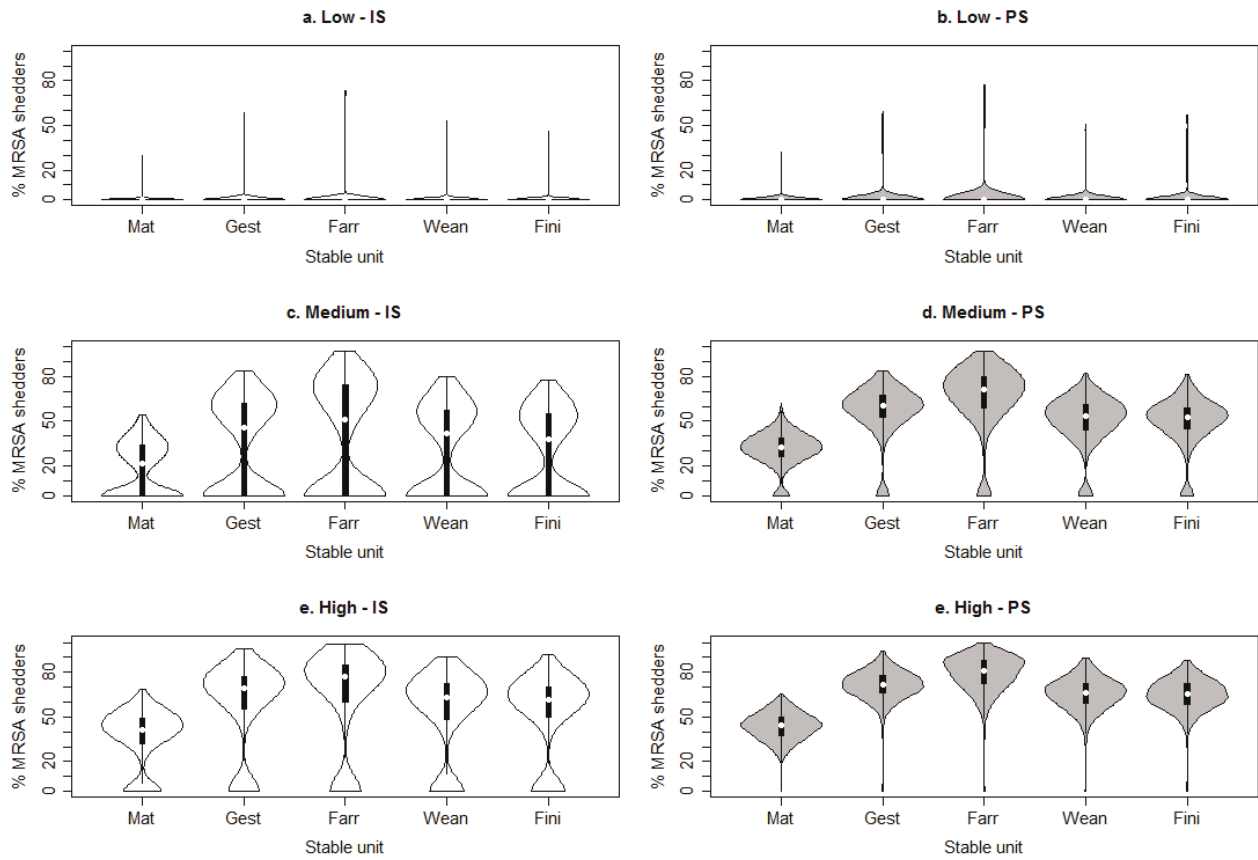 a. Low - IS
% MRSA shedders
80
50
20
0
Mat Gest Farr Wean Fini
Stable unit
b. Low - PS
% MRSA shedders
80
50
20
0
Mat Gest Farr Wean Fini
Stable unit
c. Medium - IS
% MRSA shedders
80
50
20
0
Mat Gest Farr Wean Fini
Stable unit
d. Medium - PS
% MRSA shedders
80
50
20
0
Mat Gest Farr Wean Fini
Stable unit
e. High - IS
% MRSA shedders
80
50
20
0
Mat Gest Farr Wean Fini
Stable unit
e. High - PS
% MRSA shedders
80
50
20
0
Mat Gest Farr Wean Fini
Stable unit